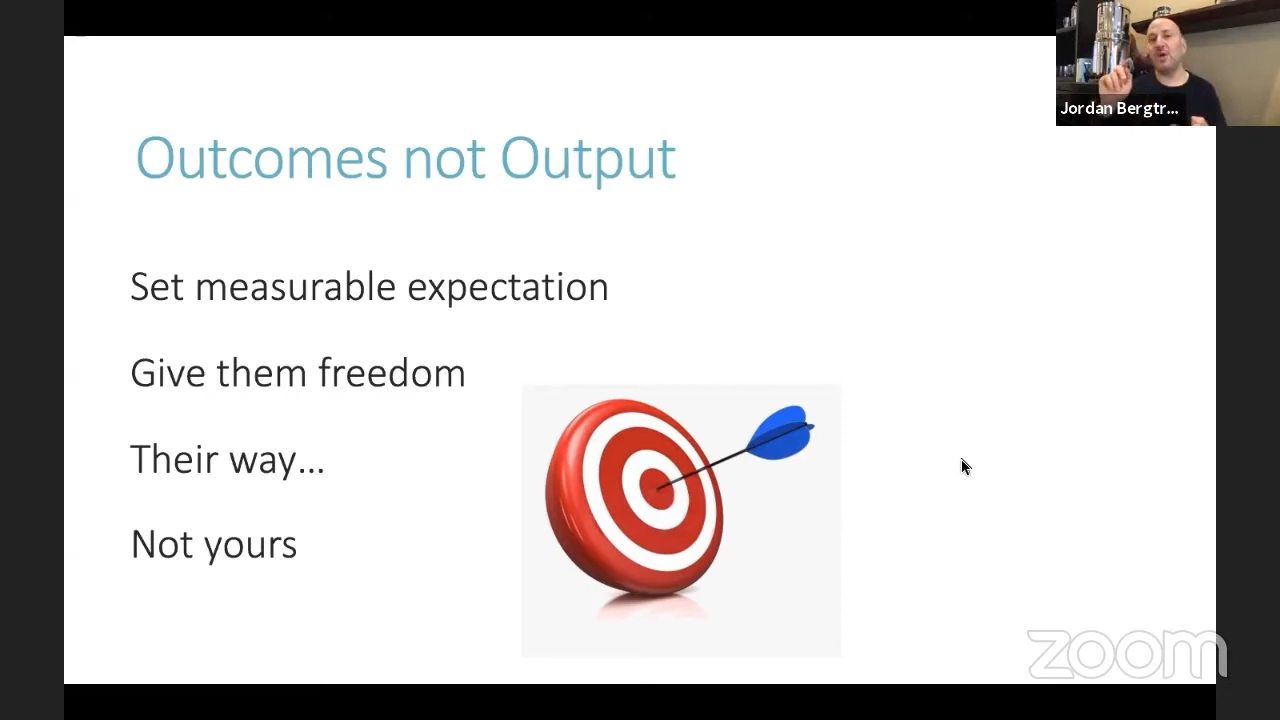 Jordan Bergtr...
Outcomes not Output
Set measurable expectation
Give them freedom
Their way...
Not yours
zoom